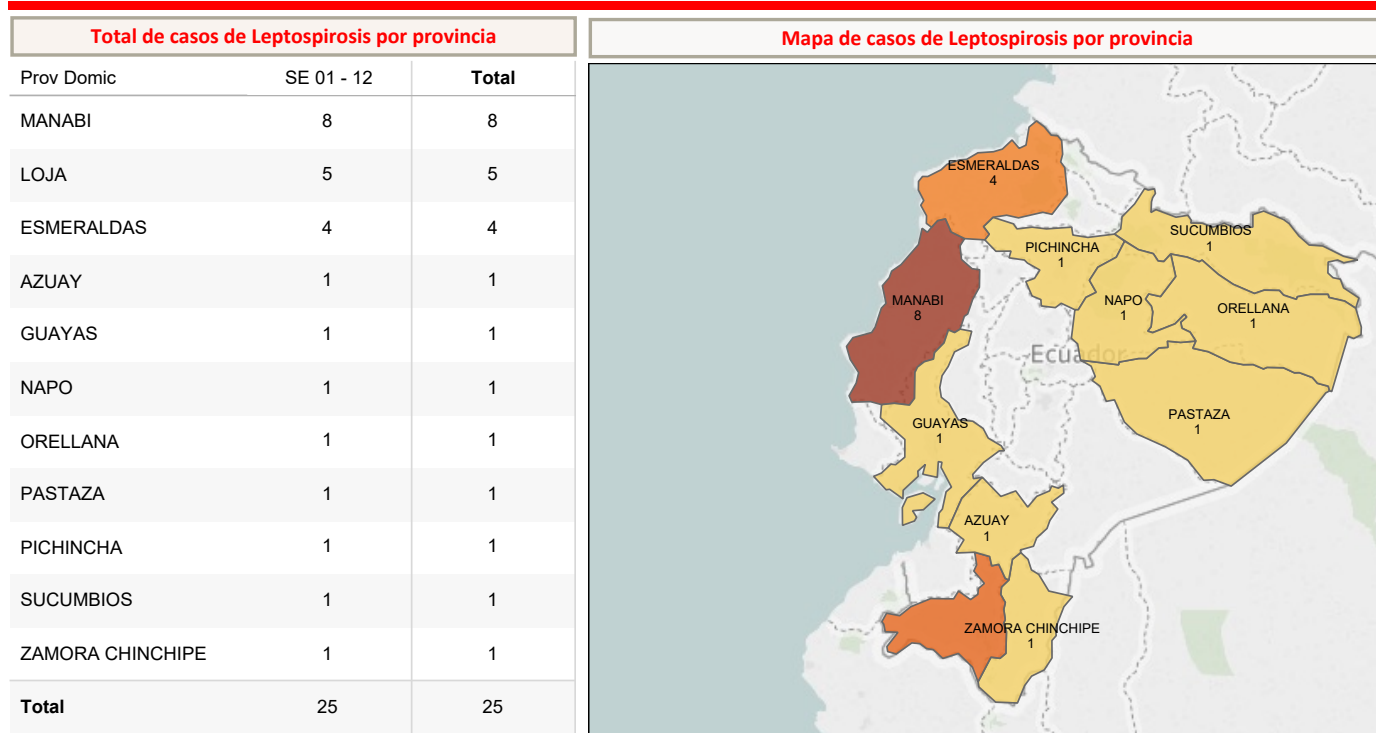 Total de casos de Leptospirosis por provincia
Prov Domic SE 01 - 12 Total
MANABI 8 8
LOJA 5 5
ESMERALDAS 4 4
AZUAY 1 1
GUAYAS 1 1
NAPO 1 1
ORELLANA 1 1
PASTAZA 1 1
PICHINCHA 1 1
SUCUMBIOS 1 1
ZAMORA CHINCHIPE 1 1
Total 25 25
Mapa de casos de Leptospirosis por provincia
ESMERALDAS
4
SUCUMBIOS
1
PICHINCHA
1
MANABI
8
NAPO
1
ORELLANA
1
Ecuador
PASTAZA
1
GUAYAS
1
AZUAY
1
ZAMORA CHINCHIPE
1